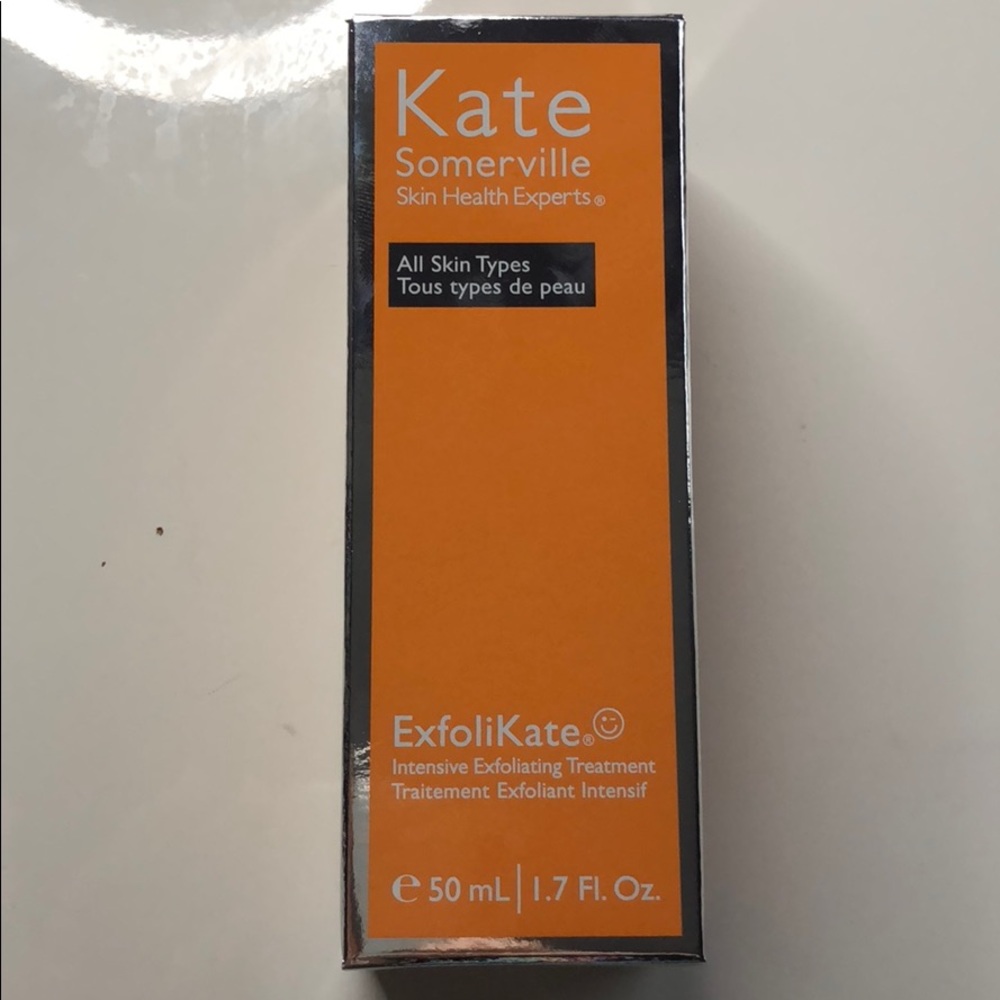 Kate
Somerville
Skin Health Experts®
All Skin Types
Tous types de peau
ExfoliKate®
Intensive Exfoliating Treatment
Traitement Exfoliant Intensif
℮ 50 mL | 1.7 Fl. Oz.